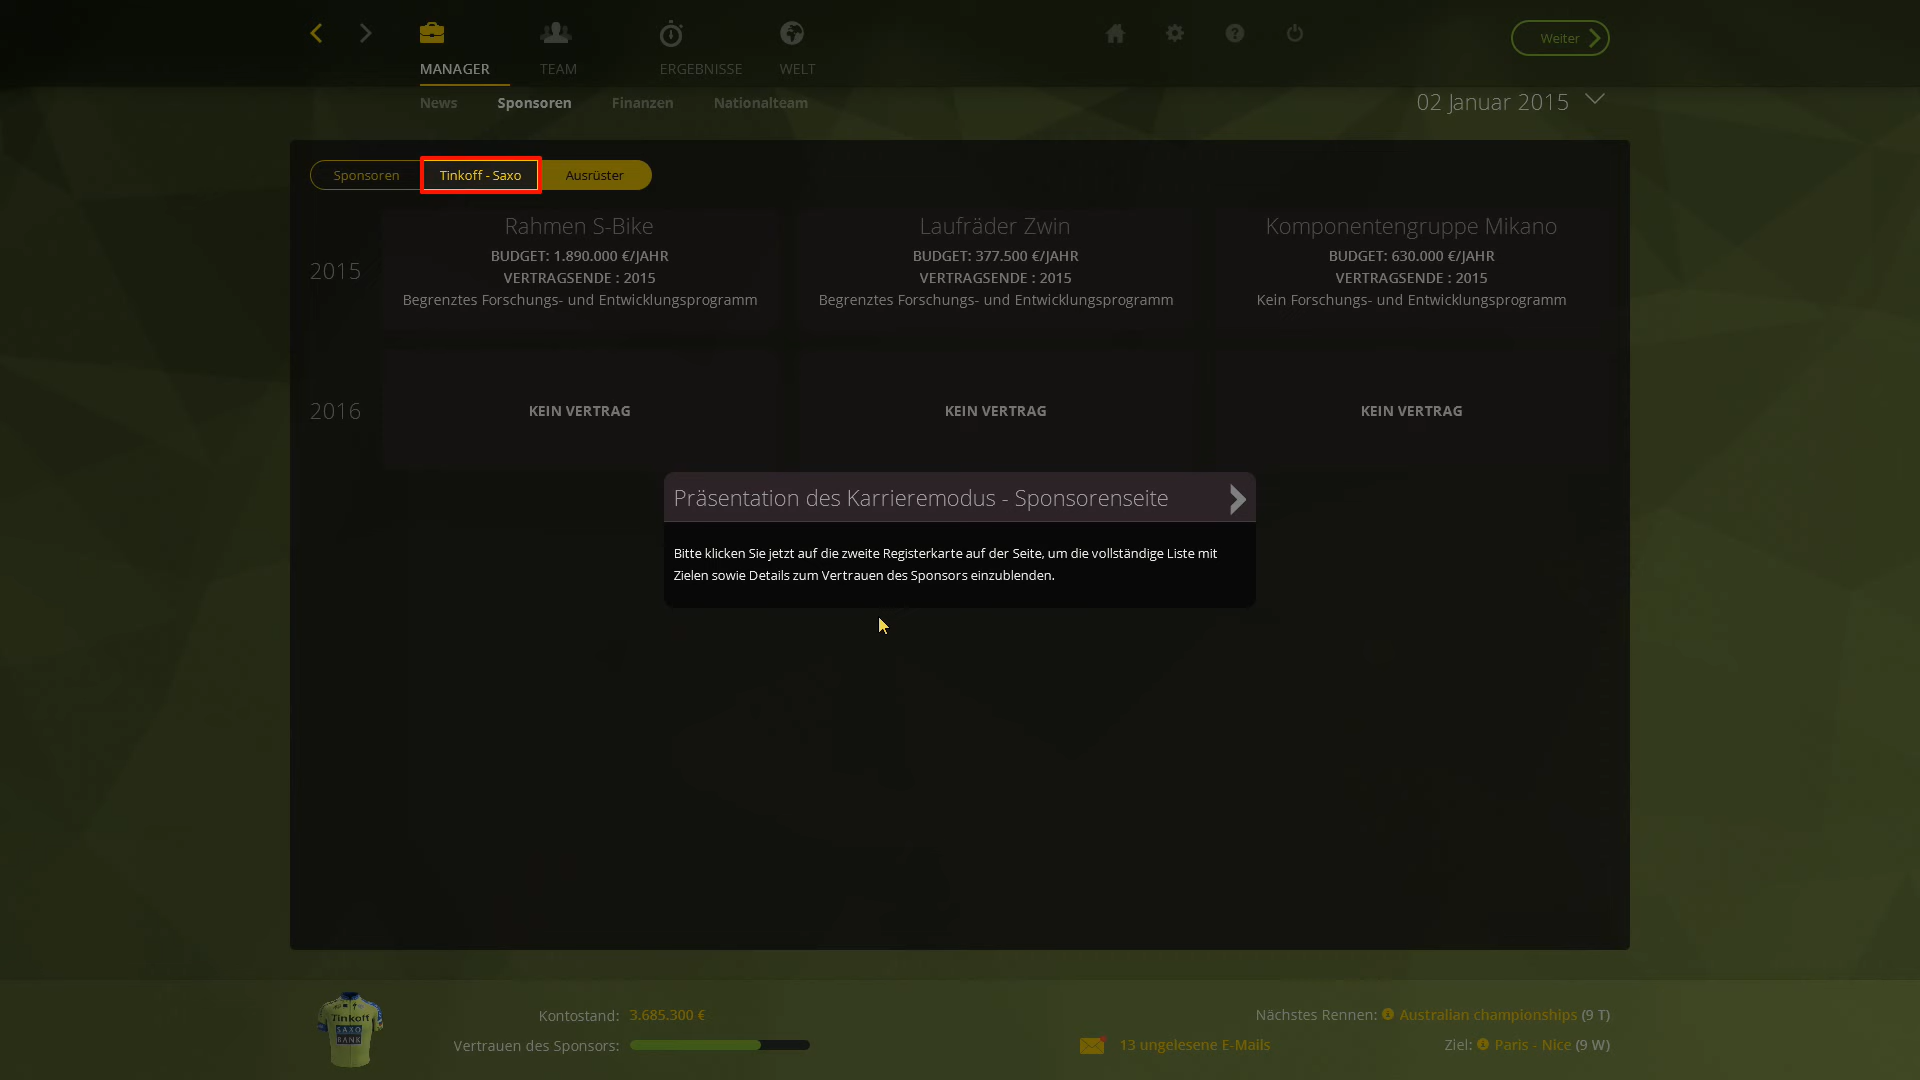 MANAGER
TEAM
ERGEBNISSE
WELT
Weiter
News
Sponsoren
Finanzen
Nationalteam
02 Januar 2015
Sponsoren
Tinkoff - Saxo
Ausrüster
2015
Rahmen S-Bike
BUDGET: 1.890.000 €/JAHR
VERTRAGSENDE : 2015
Begrenztes Forschungs- und Entwicklungsprogramm
Laufräder Zwin
BUDGET: 377.500 €/JAHR
VERTRAGSENDE : 2015
Begrenztes Forschungs- und Entwicklungsprogramm
Komponentengruppe Mikano
BUDGET: 630.000 €/JAHR
VERTRAGSENDE : 2015
Kein Forschungs- und Entwicklungsprogramm
2016
KEIN VERTRAG
KEIN VERTRAG
KEIN VERTRAG
Präsentation des Karrieremodus - Sponsorenseite
Bitte klicken Sie jetzt auf die zweite Registerkarte auf der Seite, um die vollständige Liste mit
Zielen sowie Details zum Vertrauen des Sponsors einzublenden.
Tinkoff
SAXO
BANK
Kontostand: 3.685.300 €
Vertrauen des Sponsors:
13 ungelesene E-Mails
Nächstes Rennen: Australian championships (9 T)
Ziel: Paris - Nice (9 W)